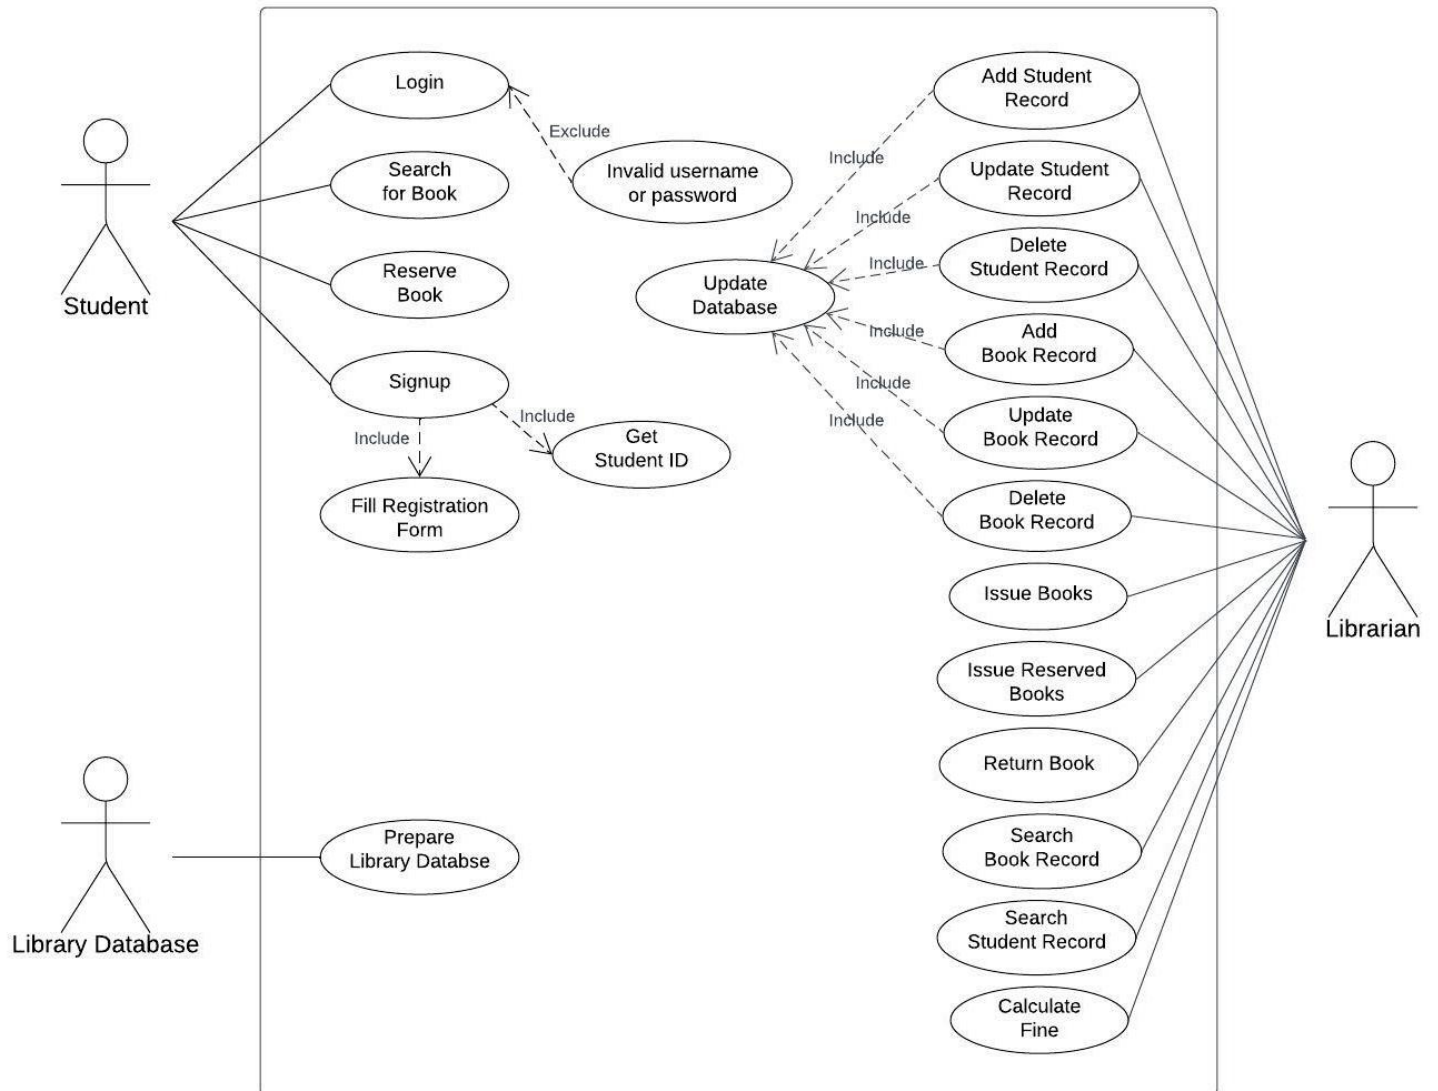 Login
Exclude
Invalid username
or password
Search
for Book
Reserve
Book
Student
Signup
Include
Include
Get
Student ID
Fill Registration
Form
Add Student
Record
Include
Update Student
Record
Include
Delete
Student Record
Include
Update
Database
Add
Book Record
Include
Update
Book Record
Include
Delete
Book Record
Include
Issue Books
Issue Reserved
Books
Librarian
Return Book
Search
Book Record
Search
Student Record
Calculate
Fine
Prepare
Library Databse
Library Database